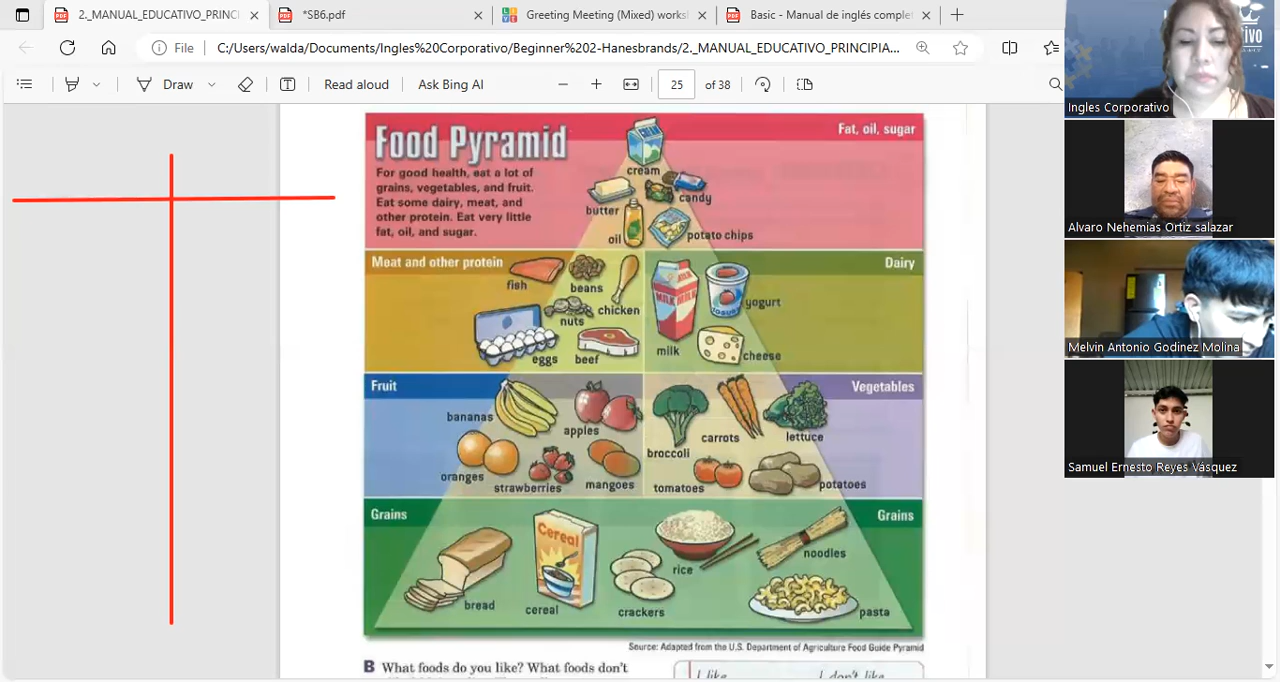 2._MANUAL_EDUCATIVO_PRINCI
*SB6.pdf
Greeting Meeting (Mixed) works
Basic - Manual de inglés complet
File
C:/Users/walda/Documents/Ingles%20Corporativo/Beginner%202-Hanesbrands/2._MANUAL_EDUCATIVO_PRINCIPIA...
Draw
Read aloud
Ask Bing AI
25
of 38
Food Pyramid
For good health, eat a lot of
grains, vegetables, and fruit.
Eat some dairy, meat, and
other protein. Eat very little
fat, oil, and sugar.
Fat, oil, sugar
CREAM
cream
butter
candy
oil
potato chips
Meat and other protein
fish
beans
chicken
nuts
eggs
beef
Dairy
MILK
milk
yogurt
cheese
Fruit
bananas
apples
oranges
strawberries
mangoes
Vegetables
broccoli
carrots
lettuce
tomatoes
potatoes
Grains
Grains
bread
Cereal
cereal
crackers
rice
noodles
pasta
Source: Adapted from the U.S. Department of Agriculture Food Guide Pyramid
B What foods do you like? What foods don't
I like
I don't like
Ingles Corporativo
Alvaro Nehemias Ortiz salazar
Melvin Antonio Godinez Molina
Samuel Ernesto Reyes Vásquez